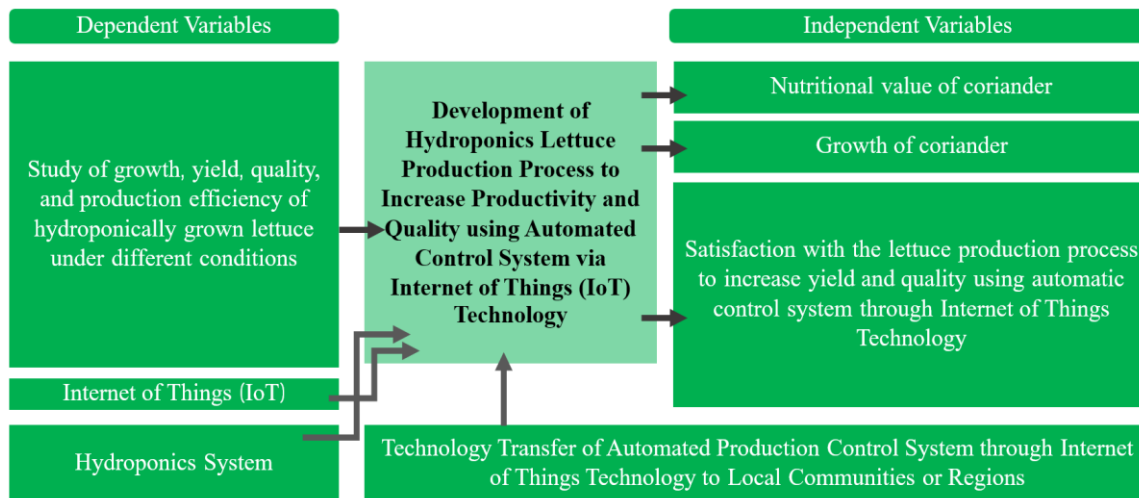 Dependent Variables
Independent Variables
Study of growth, yield, quality,
and production efficiency of
hydroponically grown lettuce
under different conditions
Internet of Things (IoT)
Hydroponics System
Development of
Hydroponics Lettuce
Production Process to
Increase Productivity and
Quality using Automated
Control System via
Internet of Things (IoT)
Technology
Nutritional value of coriander
Growth of coriander
Satisfaction with the lettuce production process
to increase yield and quality using automatic
control system through Internet of Things
Technology
Technology Transfer of Automated Production Control System through Internet
of Things Technology to Local Communities or Regions